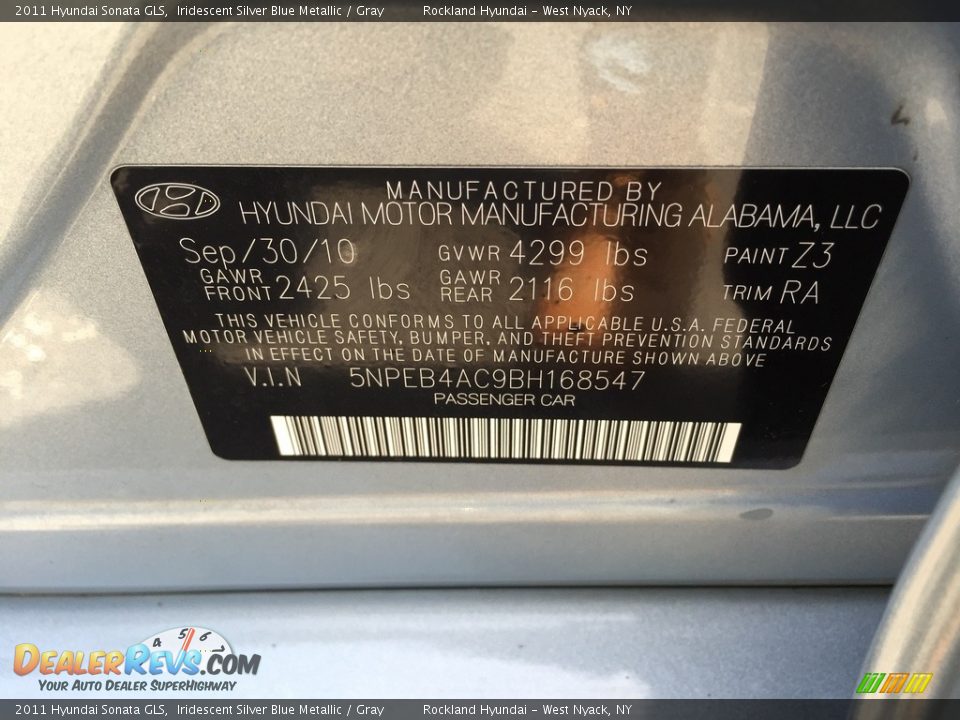 2011 Hyundai Sonata GLS, Iridescent Silver Blue Metallic / Gray Rockland Hyundai - West Nyack, NY
MANUFACTURED BY
HYUNDAI MOTOR MANUFACTURING ALABAMA, LLC
Sep/30/10 GVWR 4299 lbs PAINT Z3
GAWR FRONT 2425 lbs GAWR REAR 2116 lbs TRIM RA
THIS VEHICLE CONFORMS TO ALL APPLICABLE U.S.A. FEDERAL
MOTOR VEHICLE SAFETY, BUMPER, AND THEFT PREVENTION STANDARDS
IN EFFECT ON THE DATE OF MANUFACTURE SHOWN ABOVE
V.I.N 5NPEB4AC9BH168547
PASSENGER CAR
4 5 6
DEALERREVS.COM
YOUR AUTO DEALER SUPERHIGHWAY
2011 Hyundai Sonata GLS, Iridescent Silver Blue Metallic / Gray Rockland Hyundai - West Nyack, NY